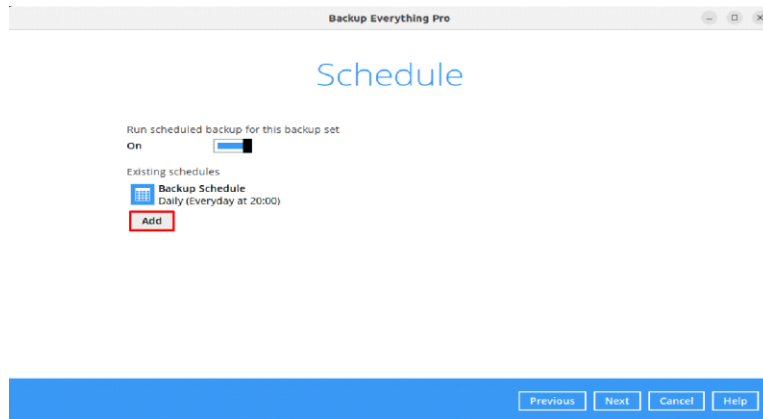 Backup Everything Pro
Schedule
Run scheduled backup for this backup set
On
Existing schedules
Backup Schedule
Daily (Everyday at 20:00)
Add
Previous Next Cancel Help